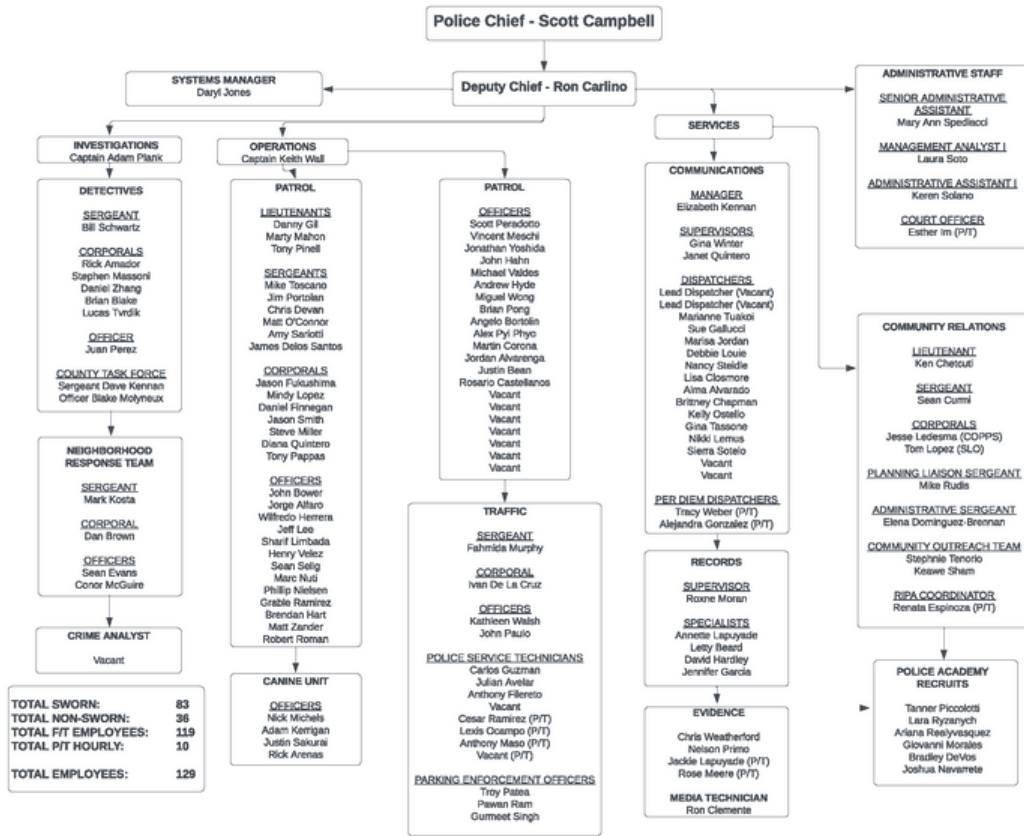 Police Chief - Scott Campbell
SYSTEMS MANAGER
Daryl Jones
Deputy Chief - Ron Carlino
INVESTIGATIONS
Captain Adam Plank
DETECTIVES
SERGEANT
Bill Schwartz
CORPORALS
Rick Amador
Stephen Massoni
Daniel Zhang
Brian Blake
Lucas Tvrdik
OFFICER
Juan Perez
COUNTY TASK FORCE
Sergeant Dave Kennan
Officer Blake Molyneux
NEIGHBORHOOD
RESPONSE TEAM
SERGEANT
Mark Kosta
CORPORAL
Dan Brown
OFFICERS
Sean Evans
Conor McGuire
CRIME ANALYST
Vacant
TOTAL SWORN: 83
TOTAL NON-SWORN: 36
TOTAL F/T EMPLOYEES: 119
TOTAL P/T HOURLY: 10
TOTAL EMPLOYEES: 129
OPERATIONS
Captain Keith Wall
PATROL
LIEUTENANTS
Danny Gil
Marty Mahon
Tony Pinell
SERGEANTS
Mike Toscano
Jim Portolan
Chris Devan
Matt O'Connor
Amy Sariotti
James Delos Santos
CORPORALS
Jason Fukushima
Mindy Lopez
Daniel Finnegan
Jason Smith
Steve Miller
Diana Quintero
Tony Pappas
OFFICERS
John Bower
Jorge Alfaro
Wilfredo Herrera
Jeff Lee
Sharif Limbada
Henry Velez
Sean Selig
Marc Nuti
Phillip Nielsen
Grabie Ramirez
Brendan Hart
Matt Zander
Robert Roman
CANINE UNIT
OFFICERS
Nick Michels
Adam Kerrigan
Justin Sakurai
Rick Arenas
PATROL
OFFICERS
Scott Peradotto
Vincent Meschi
Jonathan Yoshida
John Hahn
Michael Valdes
Andrew Hyde
Miguel Wong
Brian Pong
Angelo Bortolin
Alex Pyi Phyo
Martin Corona
Jordan Alvarenga
Justin Bean
Rosario Castellanos
Vacant
Vacant
Vacant
Vacant
Vacant
Vacant
Vacant
TRAFFIC
SERGEANT
Fahmida Murphy
CORPORAL
Ivan De La Cruz
OFFICERS
Kathleen Walsh
John Paulo
POLICE SERVICE TECHNICIANS
Carlos Guzman
Julian Avelar
Anthony Filereto
Vacant
Cesar Ramirez (P/T)
Lexis Ocampo (P/T)
Anthony Maso (P/T)
Vacant (P/T)
PARKING ENFORCEMENT OFFICERS
Troy Patea
Pawan Ram
Gurmeet Singh
SERVICES
COMMUNICATIONS
MANAGER
Elizabeth Kennan
SUPERVISORS
Gina Winter
Janet Quintero
DISPATCHERS
Lead Dispatcher (Vacant)
Lead Dispatcher (Vacant)
Marianne Tuakoi
Sue Gallucci
Marisa Jordan
Debbie Louie
Nancy Steidle
Lisa Closmore
Alma Alvarado
Brittney Chapman
Kelly Ostello
Gina Tassone
Nikki Lemus
Sierra Sotelo
Vacant
Vacant
PER DIEM DISPATCHERS
Tracy Weber (P/T)
Alejandra Gonzalez (P/T)
RECORDS
SUPERVISOR
Roxne Moran
SPECIALISTS
Annette Lapuyade
Letty Beard
David Hardley
Jennifer Garcia
EVIDENCE
Chris Weatherford
Nelson Primo
Jackie Lapuyade (P/T)
Rose Meere (P/T)
MEDIA TECHNICIAN
Ron Clemente
ADMINISTRATIVE STAFF
SENIOR ADMINISTRATIVE
ASSISTANT
Mary Ann Spediacci
MANAGEMENT ANALYST I
Laura Soto
ADMINISTRATIVE ASSISTANT I
Keren Solano
COURT OFFICER
Esther Im (P/T)
COMMUNITY RELATIONS
LIEUTENANT
Ken Chetcuti
SERGEANT
Sean Curmi
CORPORALS
Jesse Ledesma (COPPS)
Tom Lopez (SLO)
PLANNING LIAISON SERGEANT
Mike Rudis
ADMINISTRATIVE SERGEANT
Elena Dominguez-Brennan
COMMUNITY OUTREACH TEAM
Stephnie Tenorio
Keawe Sham
RIPA COORDINATOR
Renata Espinoza (P/T)
POLICE ACADEMY
RECRUITS
Tanner Piccolotti
Lara Ryzanych
Ariana Realyvasquez
Giovanni Morales
Bradley DeVos
Joshua Navarrete